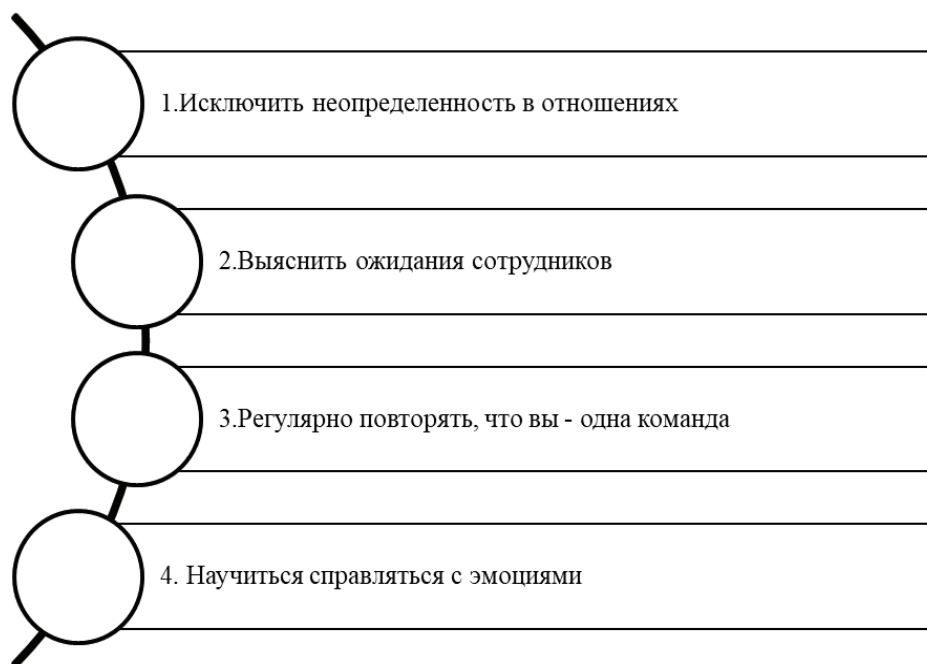 1.Исключить неопределенность в отношениях
2.Выяснить ожидания сотрудников
3.Регулярно повторять, что вы - одна команда
4. Научиться справляться с эмоциями